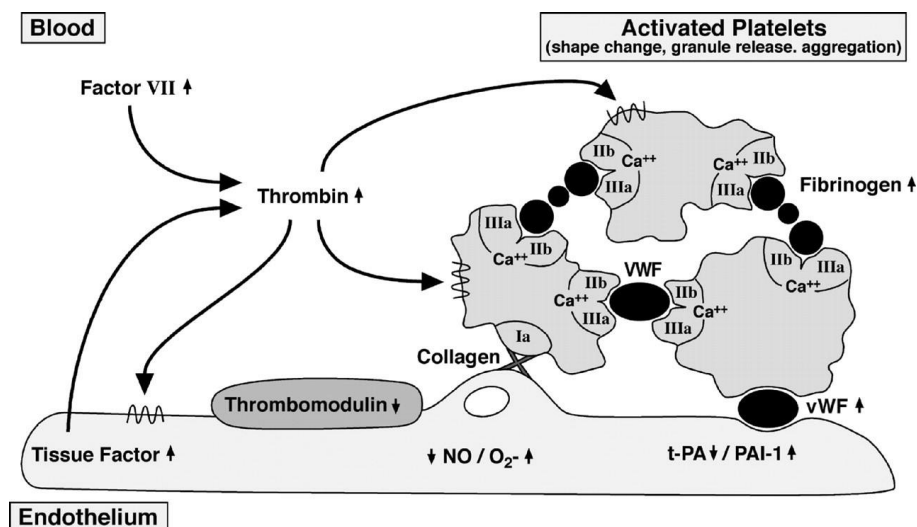 Blood
Activated Platelets
(shape change, granule release. aggregation)
Factor VII ↑
Thrombin ↑
IIb
Ca++
IIIa
Ca++
IIb
IIIa
Fibrinogen ↑
IIIa
Ca++
IIb
IIb
IIIa
Ca++
VWF
IIb
Ca++
IIIa
IIb
Ca++
IIIa
Ia
Collagen
Thrombomodulin ↓
vWF ↑
Tissue Factor ↑
↓ NO / O2- ↑
t-PA ↓ / PAI-1 ↑
Endothelium